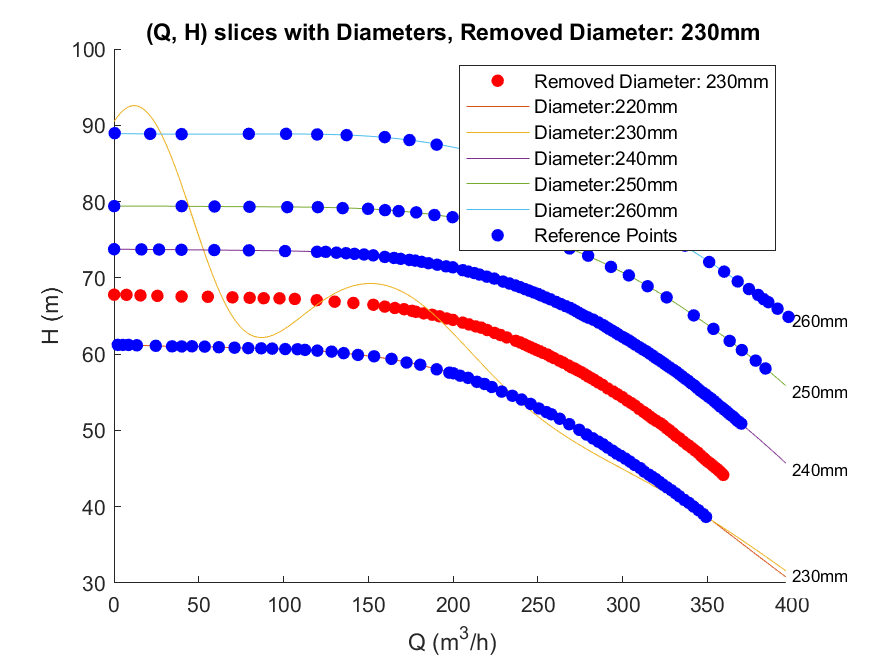 (Q, H) slices with Diameters, Removed Diameter: 230mm
100
90
80
70
60
50
40
30
H (m)
Removed Diameter: 230mm
Diameter:220mm
Diameter:230mm
Diameter:240mm
Diameter:250mm
Diameter:260mm
Reference Points
260mm
250mm
240mm
230mm
0 50 100 150 200 250 300 350 400
Q (m³/h)